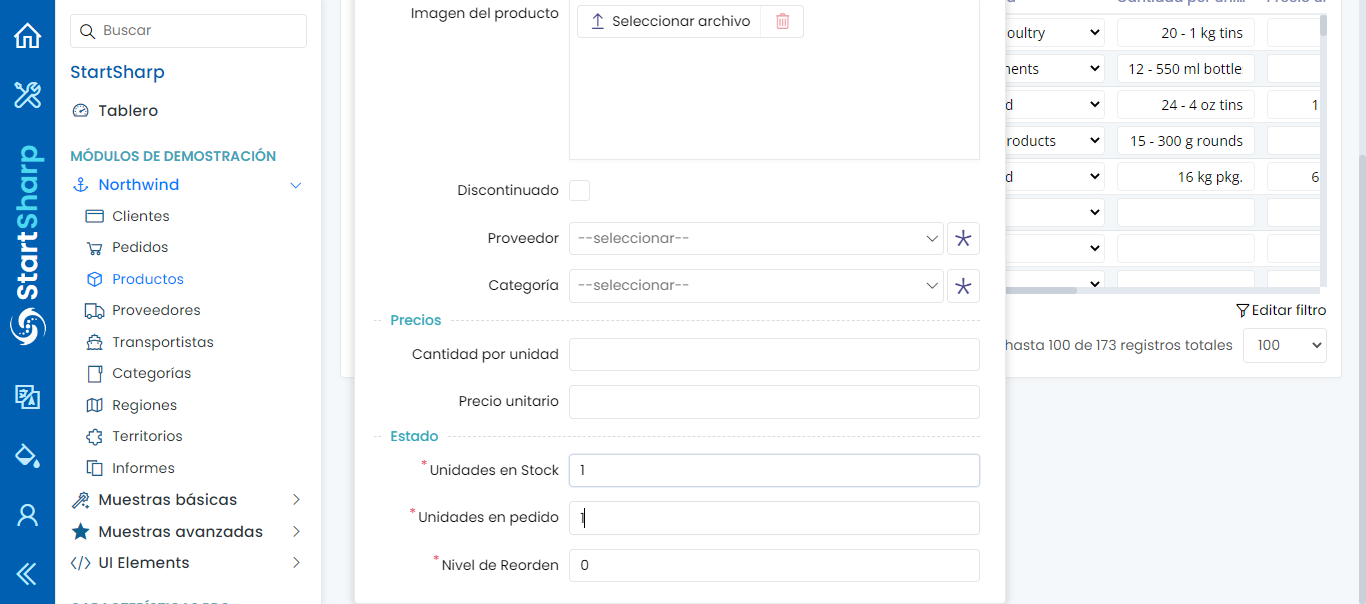 StartSharp
Buscar
StartSharp
Tablero
MÓDULOS DE DEMOSTRACIÓN
Northwind
Clientes
Pedidos
Productos
Proveedores
Transportistas
Categorías
Regiones
Territorios
Informes
Muestras básicas
Muestras avanzadas
UI Elements
Imagen del producto
Seleccionar archivo
Discontinuado
Proveedor
--seleccionar--
Categoría
--seleccionar--
Precios
Cantidad por unidad
Precio unitario
Estado
*Unidades en Stock
1
*Unidades en pedido
1
*Nivel de Reorden
0
oultry 20 - 1 kg tins
nents 12 - 550 ml bottle
d 24 - 4 oz tins 1
roducts 15 - 300 g rounds
d 16 kg pkg. 6
Editar filtro
hasta 100 de 173 registros totales 100